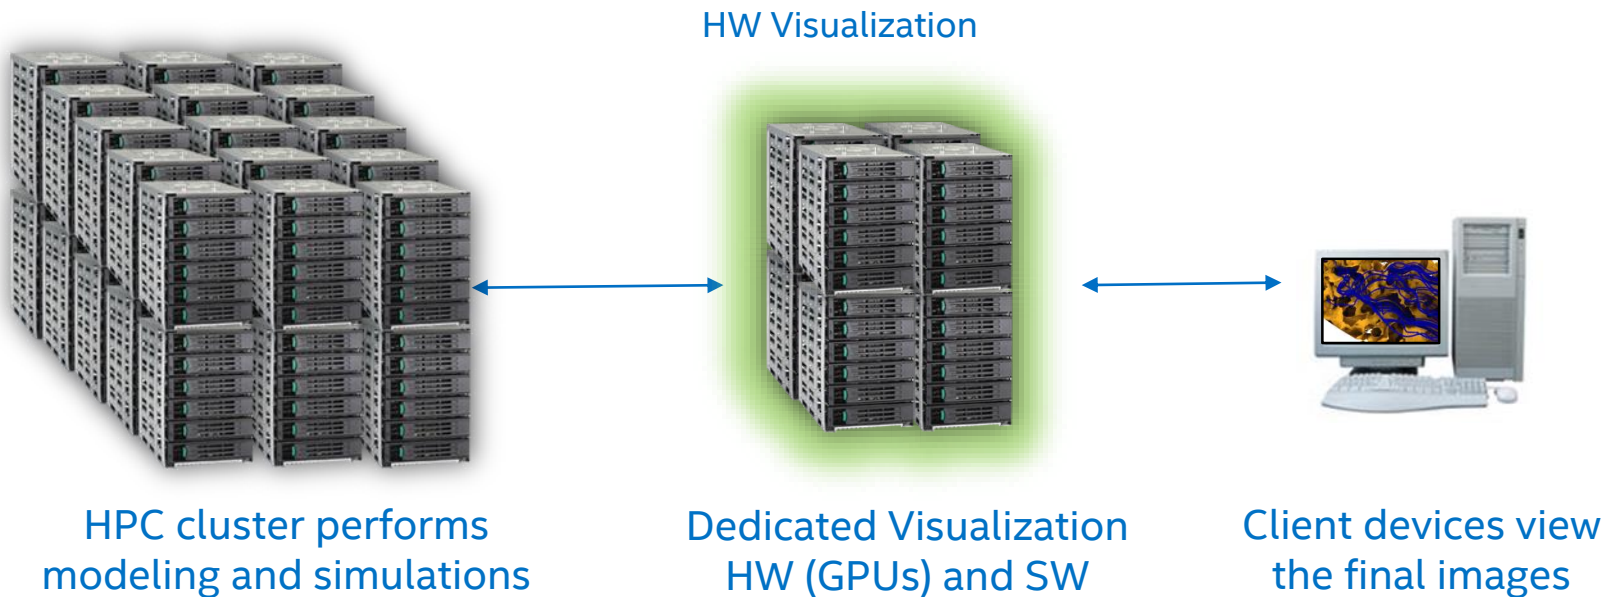 HW Visualization
HPC cluster performs
modeling and simulations
Dedicated Visualization
HW (GPUs) and SW
Client devices view
the final images